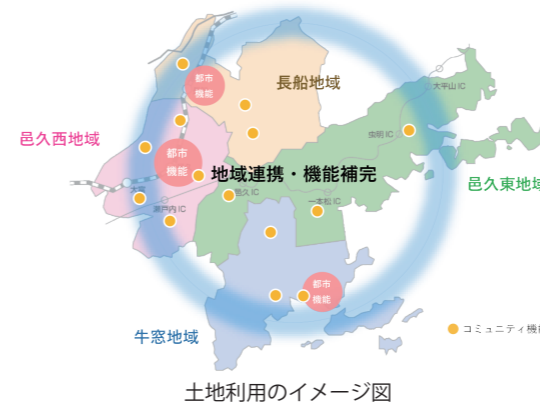 都市
機能
長船地域
大平山 IC
邑久西地域
虫明 IC
都市
機能
地域連携・機能補完
邑久東地域
邑久 IC
一本松 IC
瀬戸内 IC
都市
機能
牛窓地域
コミュニティ機能
土地利用のイメージ図